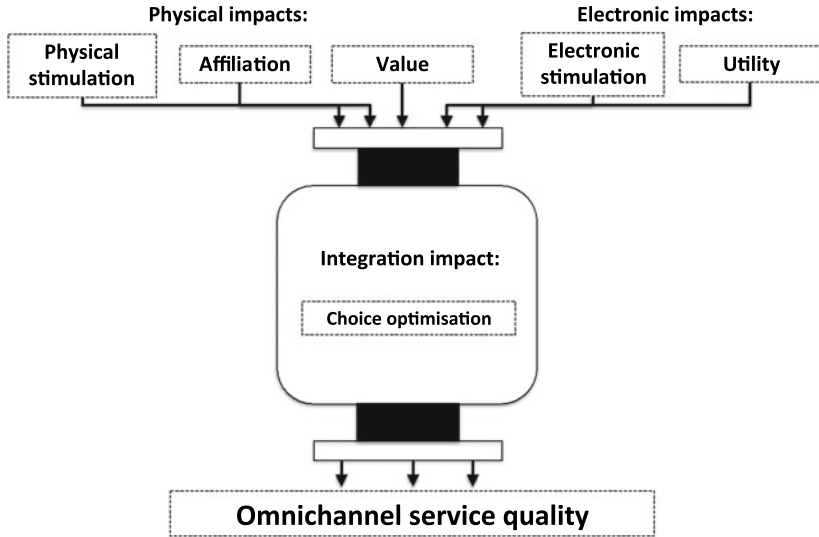 Physical impacts:
Electronic impacts:
Physical
stimulation
Affiliation
Value
Electronic
stimulation
Utility
Integration impact:
Choice optimisation
Omnichannel service quality